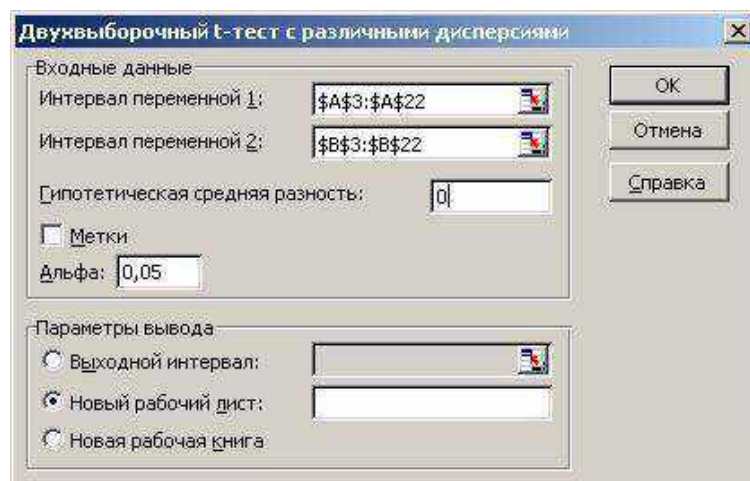 Двухвыборочный t-тест с различными дисперсиями
Входные данные
Интервал переменной 1: $A$3:$A$22
Интервал переменной 2: $B$3:$B$22
Гипотетическая средняя разность: 0
Метки
Альфа: 0,05
OK
Отмена
Справка
Параметры вывода
Выходной интервал:
Новый рабочий лист:
Новая рабочая книга